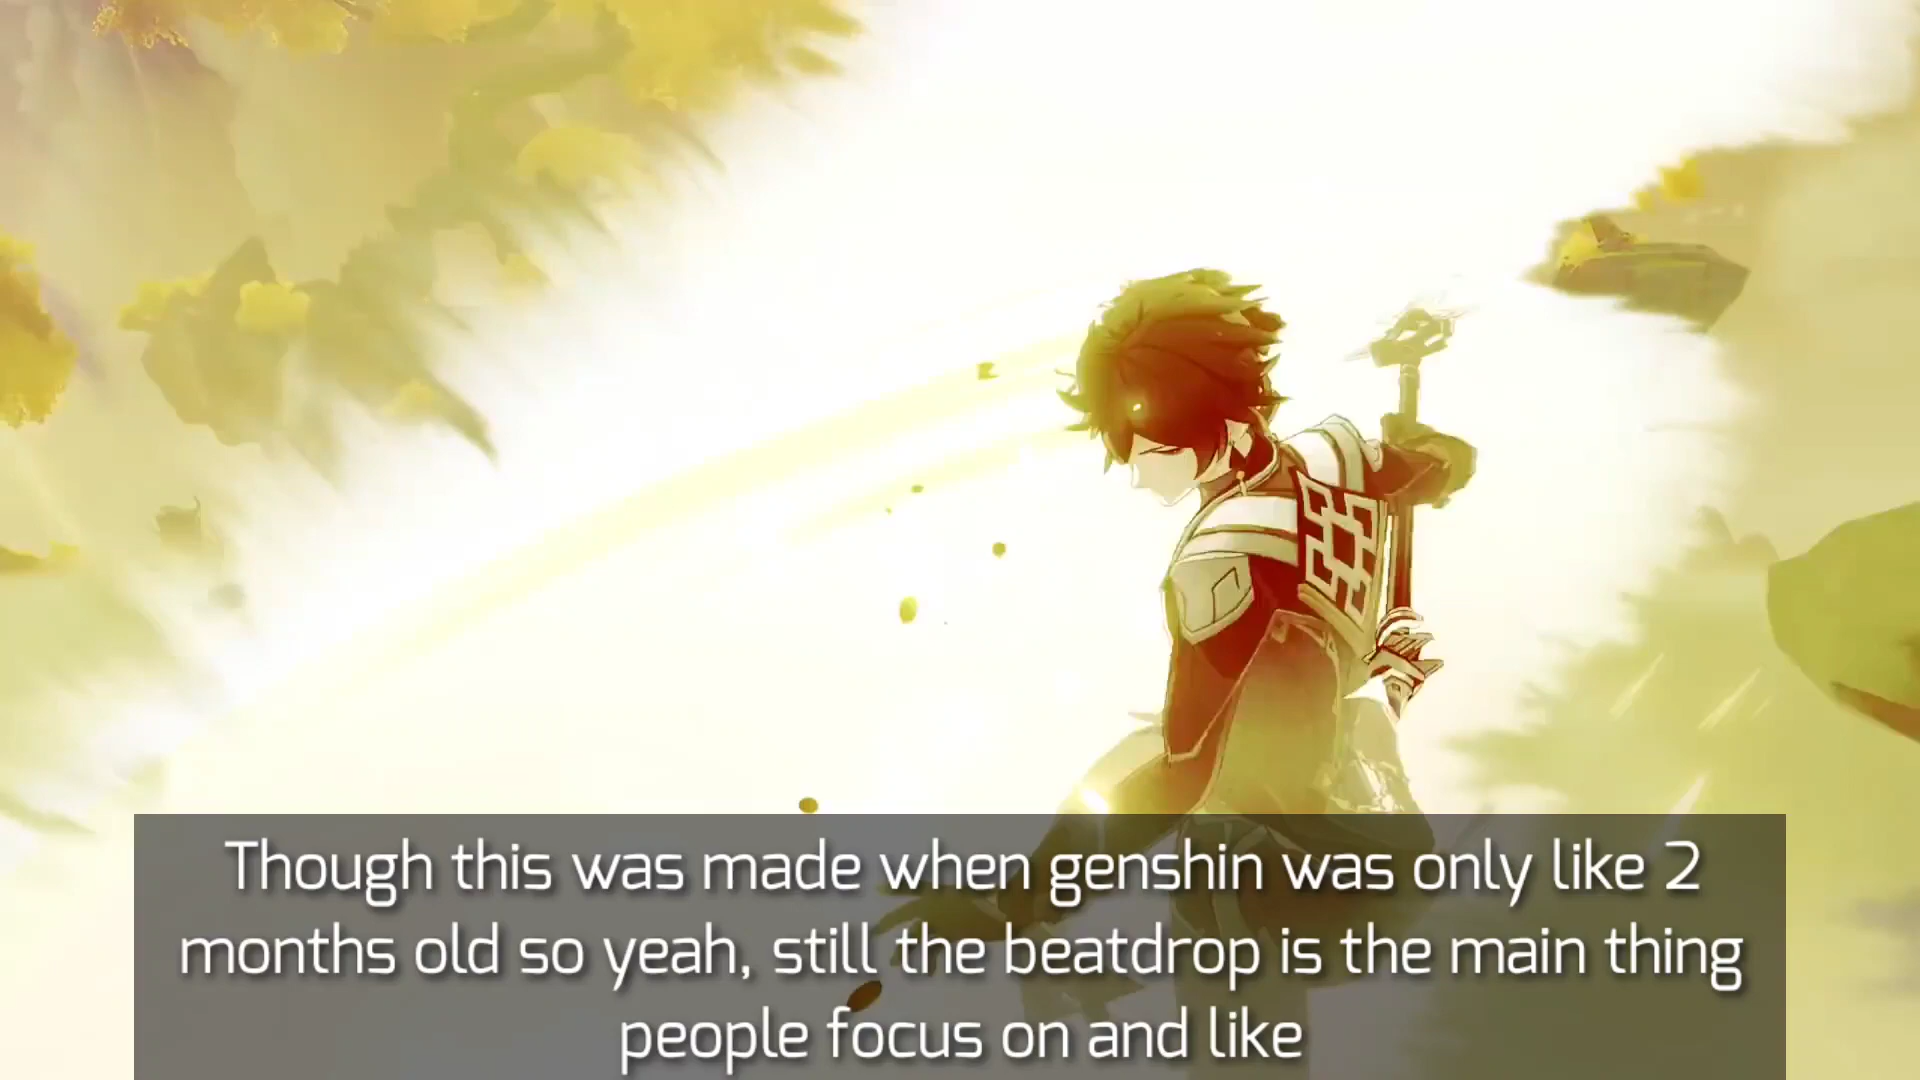 Though this was made when genshin was only like 2
months old so yeah, still the beatdrop is the main thing
people focus on and like